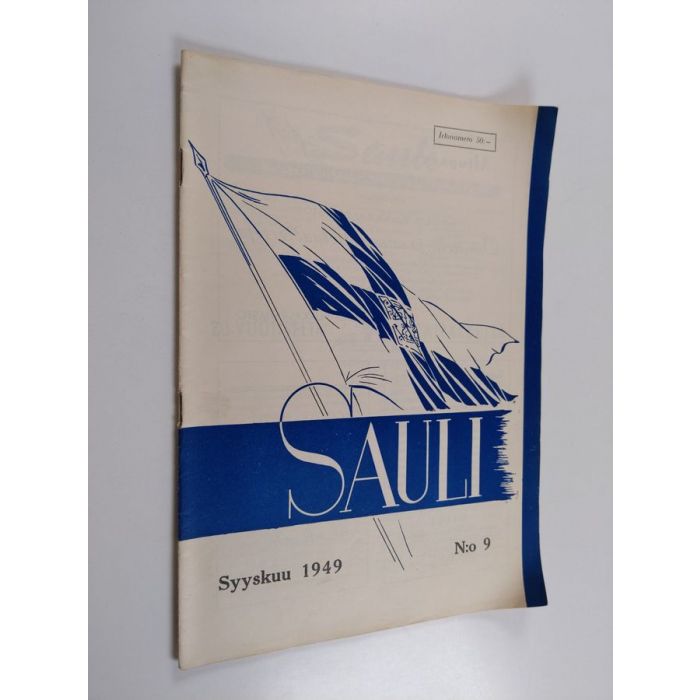 Irtonumero 50:—
SAULI
Syyskuu 1949
N:o 9